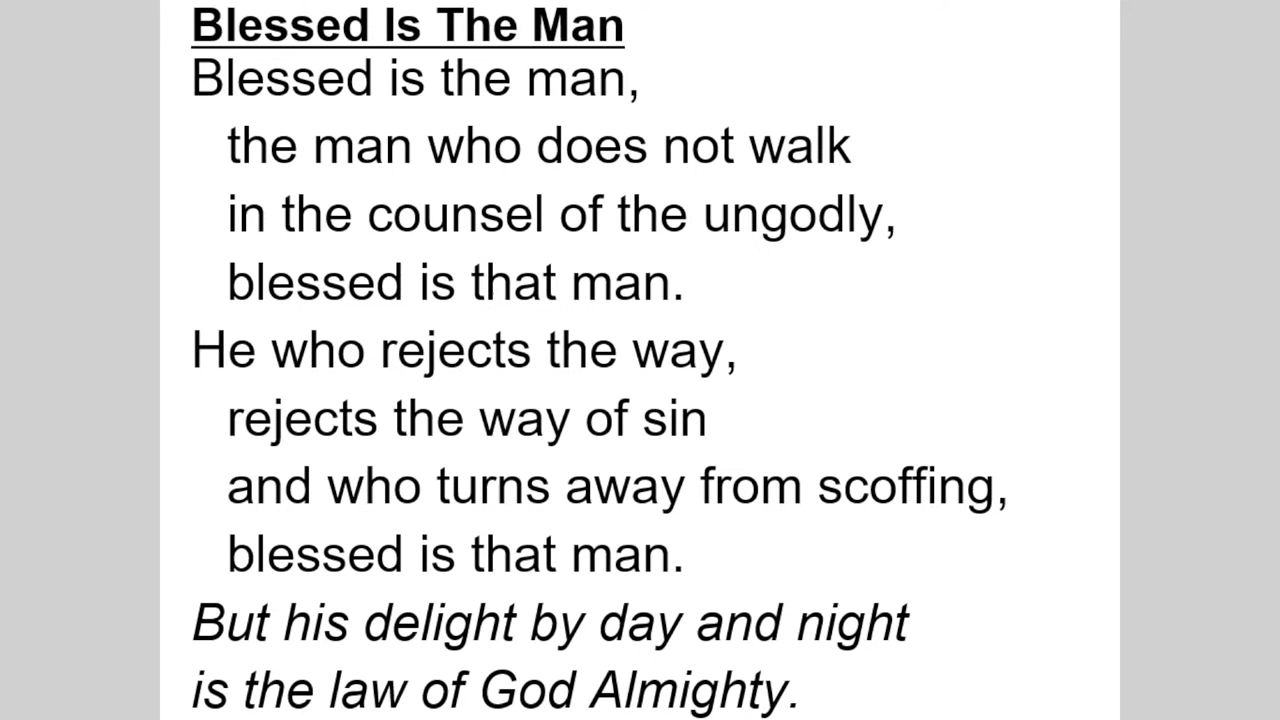 Blessed Is The Man
Blessed is the man,
the man who does not walk
in the counsel of the ungodly,
blessed is that man.
He who rejects the way,
rejects the way of sin
and who turns away from scoffing,
blessed is that man.
But his delight by day and night
is the law of God Almighty.